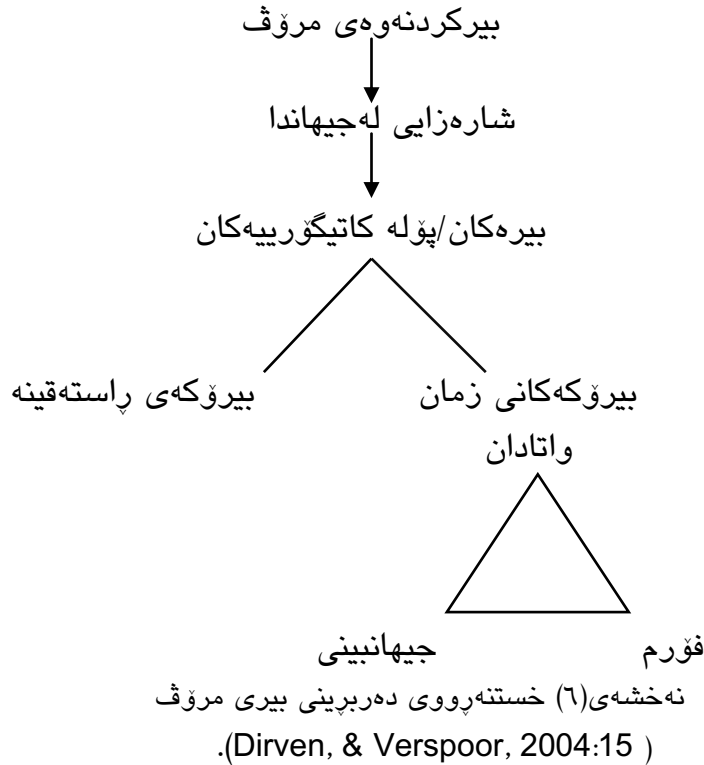 بیرکردنەوەی مرۆڤ
شارەزایی لەجیهاندا
بیرەکان/پۆلە کاتیگۆرییەکان
بیرۆکەکانی زمان بیرۆکەی ڕاستەقینە
واتادان
فۆرم جیهانبینی
نەخشەی(٦) خستنەڕووی دەربڕینی بیری مرۆڤ
( Dirven, & Verspoor, 2004:15).